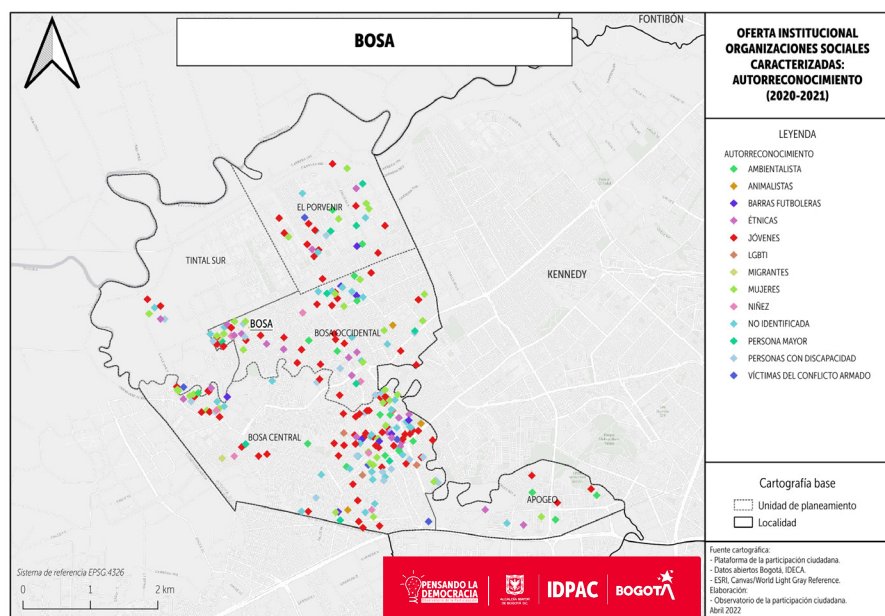 BOSA
FONTIBÓN
OFERTA INSTITUCIONAL
ORGANIZACIONES SOCIALES
CARACTERIZADAS:
AUTORRECONOCIMIENTO
(2020-2021)
LEYENDA
AUTORRECONOCIMIENTO
AMBIENTALISTA
ANIMALISTAS
BARRAS FUTBOLERAS
ÉTNICAS
JÓVENES
LGBTI
MIGRANTES
MUJERES
NIÑEZ
NO IDENTIFICADA
PERSONA MAYOR
PERSONAS CON DISCAPACIDAD
VÍCTIMAS DEL CONFLICTO ARMADO
EL PORVENIR
TINTAL SUR
KENNEDY
BOSA
BOSA OCCIDENTAL
BOSA CENTRAL
APOGEO
Cartografía base
Unidad de planeamiento
Localidad
Sistema de referencia EPSG:4326
0 1 2 km
PENSANDO LA
DEMOCRACIA
ALCALDÍA MAYOR
DE BOGOTÁ D.C.
IDPAC
BOGOTÁ
Fuente cartográfica:
- Plataforma de la participación ciudadana.
- Datos abiertos Bogotá, IDECA.
- ESRI, Canvas/World Light Gray Reference.
Elaboración:
- Observatorio de la participación ciudadana.
Abril 2022